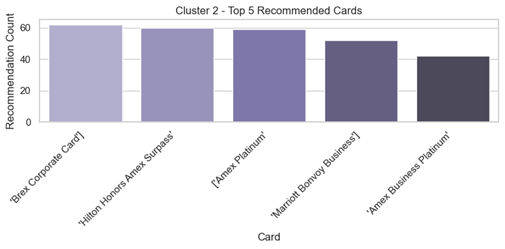 Cluster 2 - Top 5 Recommended Cards
Recommendation Count
60
40
20
0
'Brex Corporate Card']
'Hilton Honors Amex Surpass'
['Amex Platinum'
'Marriott Bonvoy Business']
'Amex Business Platinum'
Card